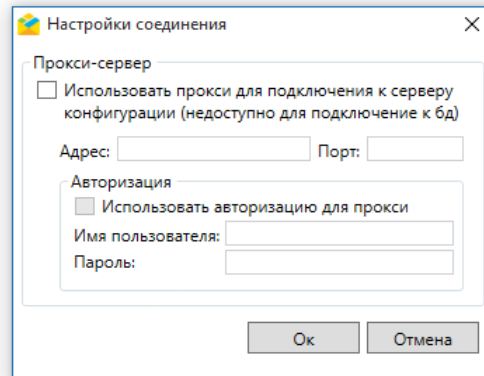 Настройки соединения
Прокси-сервер
Использовать прокси для подключения к серверу
конфигурации (недоступно для подключение к бд)
Адрес: Порт:
Авторизация
Использовать авторизацию для прокси
Имя пользователя:
Пароль:
Ок Отмена